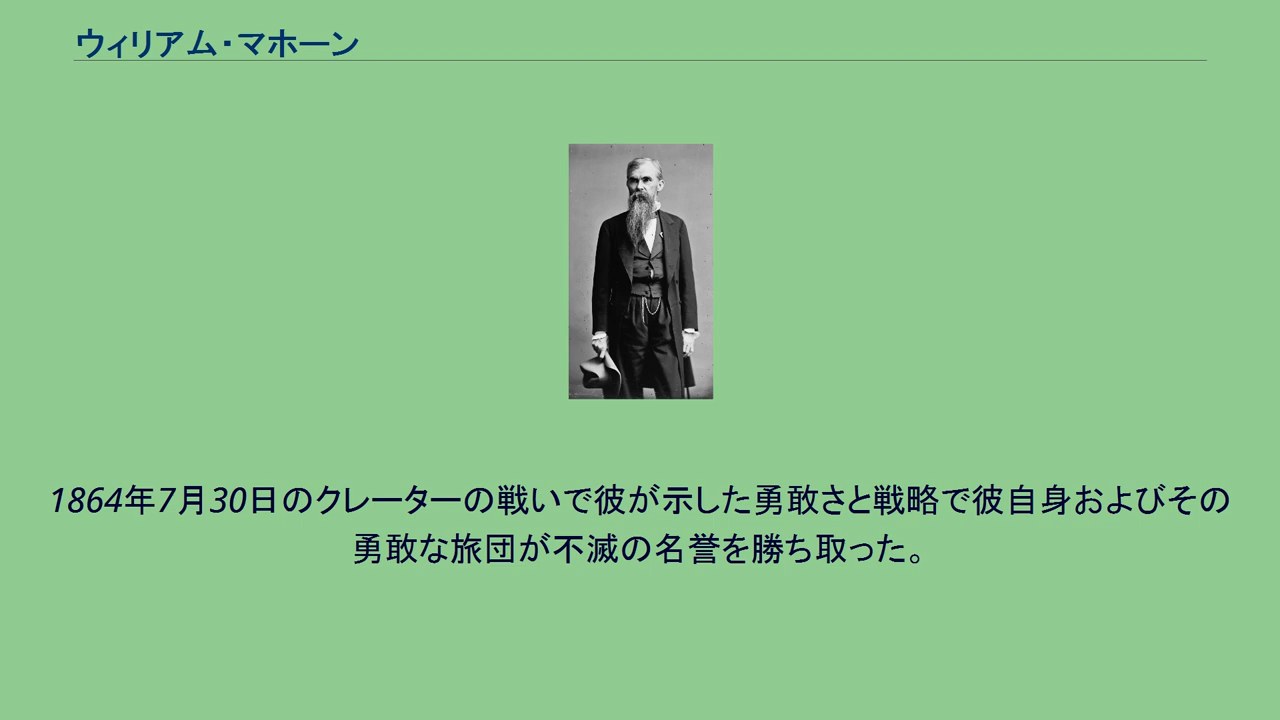 ウィリアム・マホーン
1864年7月30日のクレーターの戦いで彼が示した勇敢さと戦略で彼自身およびその
勇敢な旅団が不滅の名誉を勝ち取った。